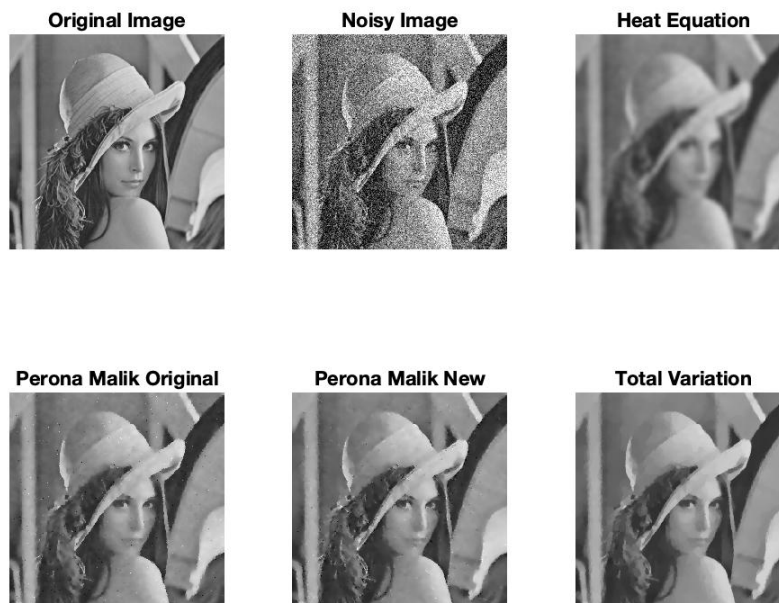 Original Image
Noisy Image
Heat Equation
Perona Malik Original
Perona Malik New
Total Variation